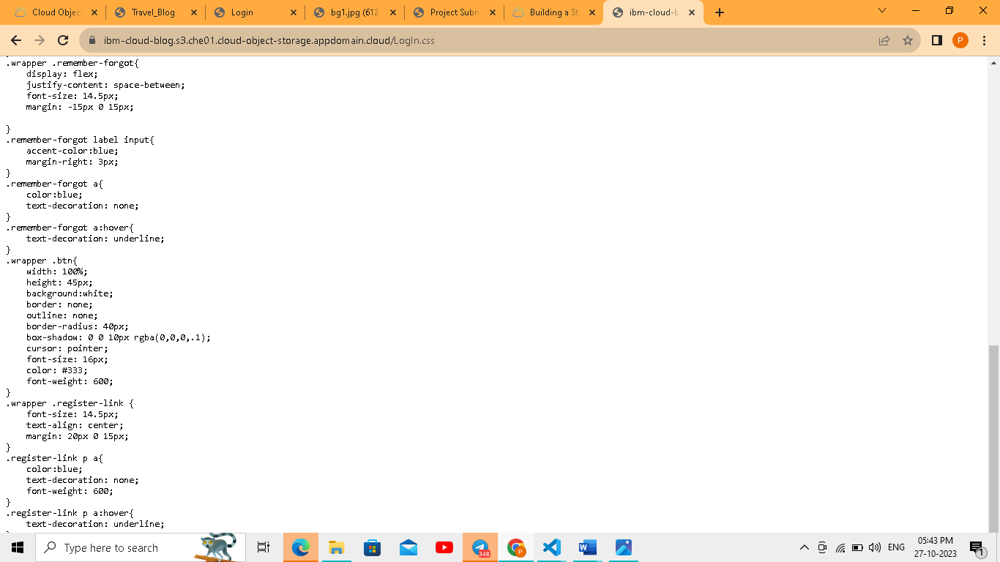 Cloud Objec
Travel_Blog
Login
bg1.jpg (612
Project Subm
Building a St
ibm-cloud-b
ibm-cloud-blog.s3.che01.cloud-object-storage.appdomain.cloud/LogIn.css
P
}
.wrapper .remember-forgot{
    display: flex;
    justify-content: space-between;
    font-size: 14.5px;
    margin: -15px 0 15px;
}
.remember-forgot label input{
    accent-color:blue;
    margin-right: 3px;
}
.remember-forgot a{
    color:blue;
    text-decoration: none;
}
.remember-forgot a:hover{
    text-decoration: underline;
}
.wrapper .btn{
    width: 100%;
    height: 45px;
    background:white;
    border: none;
    outline: none;
    border-radius: 40px;
    box-shadow: 0 0 10px rgba(0,0,0,.1);
    cursor: pointer;
    font-size: 16px;
    color: #333;
    font-weight: 600;
}
.wrapper .register-link {
    font-size: 14.5px;
    text-align: center;
    margin: 20px 0 15px;
}
.register-link p a{
    color:blue;
    text-decoration: none;
    font-weight: 600;
}
.register-link p a:hover{
    text-decoration: underline;
Type here to search
348
P
ENG
05:43 PM
27-10-2023
1